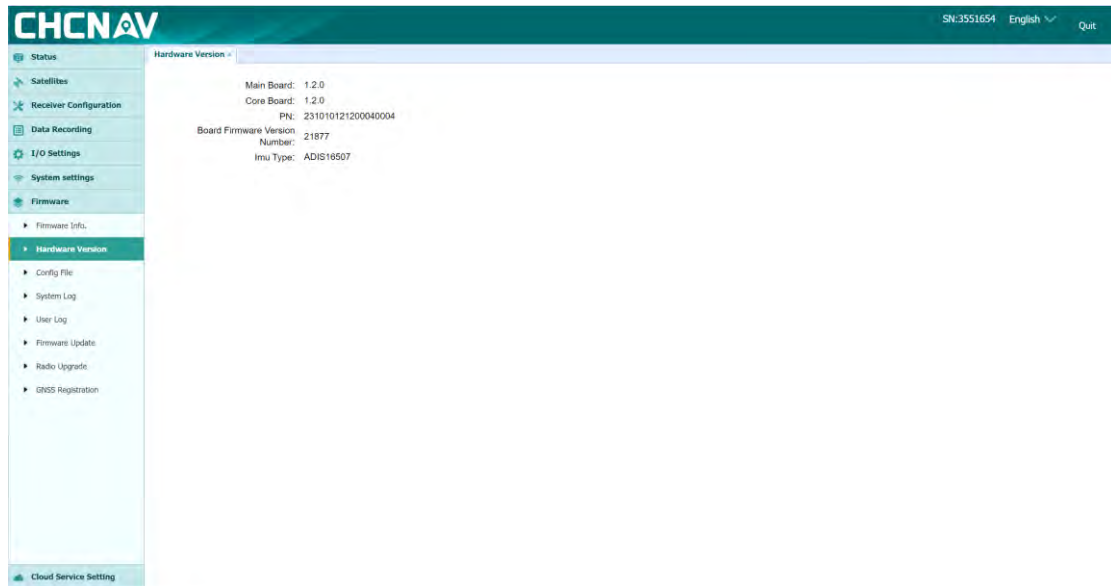 CHCNAV
SN:3551654 English Quit
Status
Satellites
Receiver Configuration
Data Recording
I/O Settings
System settings
Firmware
Firmware Info.
Hardware Version
Config File
System Log
User Log
Firmware Update
Radio Upgrade
GNSS Registration
Cloud Service Setting
Hardware Version ×
Main Board: 1.2.0
Core Board: 1.2.0
PN: 231010121200040004
Board Firmware Version
Number: 21877
Imu Type: ADIS16507